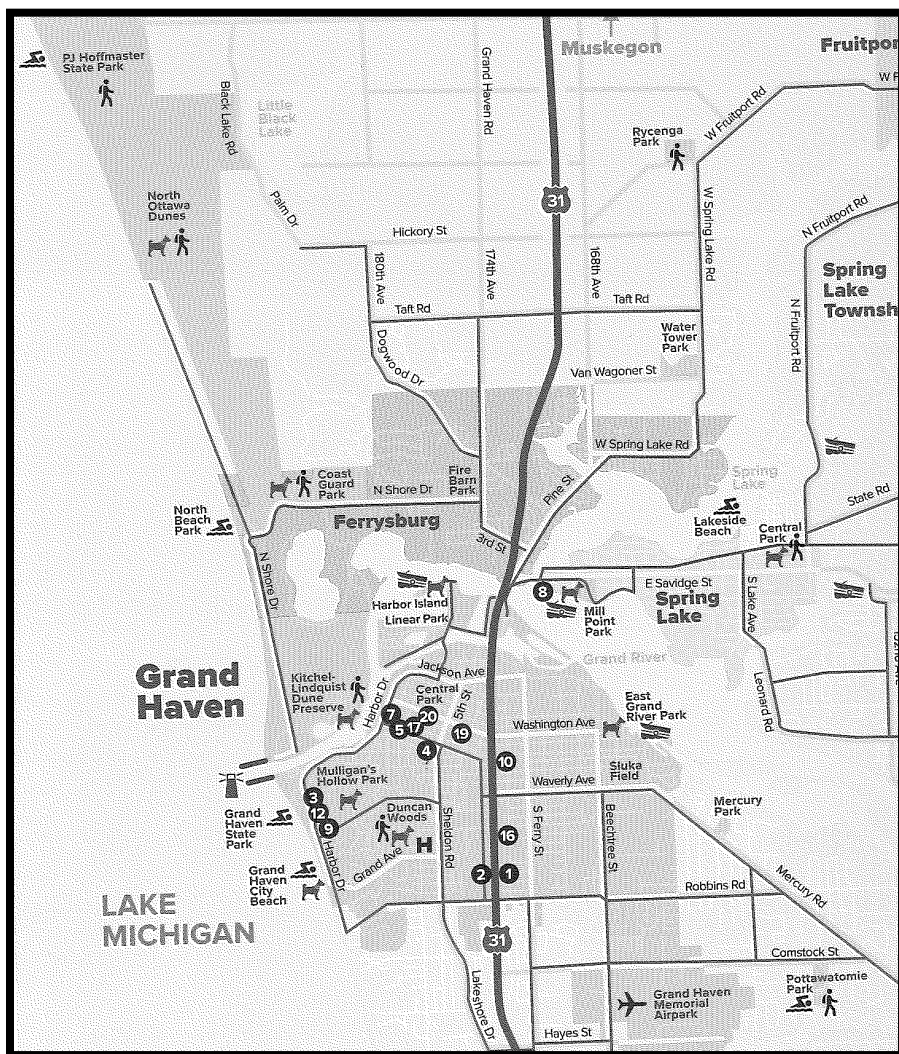 Muskegon
Fruitpor
PJ Hoffmaster
State Park
Black Lake Rd
Little
Black
Lake
Grand Haven Rd
W F
W Fruitport Rd
Rycenga
Park
31
North
Ottawa
Dunes
Palm Dr
Hickory St
W Spring Lake Rd
N Fruitport Rd
180th Ave
174th Ave
168th Ave
Spring
Lake
Townsh
Taft Rd
Taft Rd
N Fruitport Rd
Water
Tower
Park
Dogwood Dr
Van Wagoner St
W Spring Lake Rd
Coast
Guard
Park
N Shore Dr
Fire
Barn
Park
Pine St
Spring
Lake
State Rd
North
Beach
Park
Ferrysburg
Lakeside
Beach
Central
Park
3rd St
N Shore Dr
Harbor Island
Linear Park
8
E Savidge St
Mill
Point
Park
Spring
Lake
S Lake Ave
Grand River
Grand
Haven
Kitchel-
Lindquist
Dune
Preserve
Harbor Dr
Jackson Ave
Central
Park
5th St
Leonard Rd
7
5
17
20
19
4
Washington Ave
East
Grand
River Park
10
Sluka
Field
Waverly Ave
Mulligan's
Hollow Park
3
12
9
Grand
Haven
State
Park
Duncan
Woods
H
Sheldon Rd
S Ferry St
Beechtree St
Mercury
Park
16
Harbor Dr
Grand Ave
Grand
Haven
City
Beach
2
1
Robbins Rd
Mercury Rd
LAKE
MICHIGAN
31
Comstock St
Lakeshore Dr
Grand Haven
Memorial
Airpark
Pottawatomie
Park
Hayes St